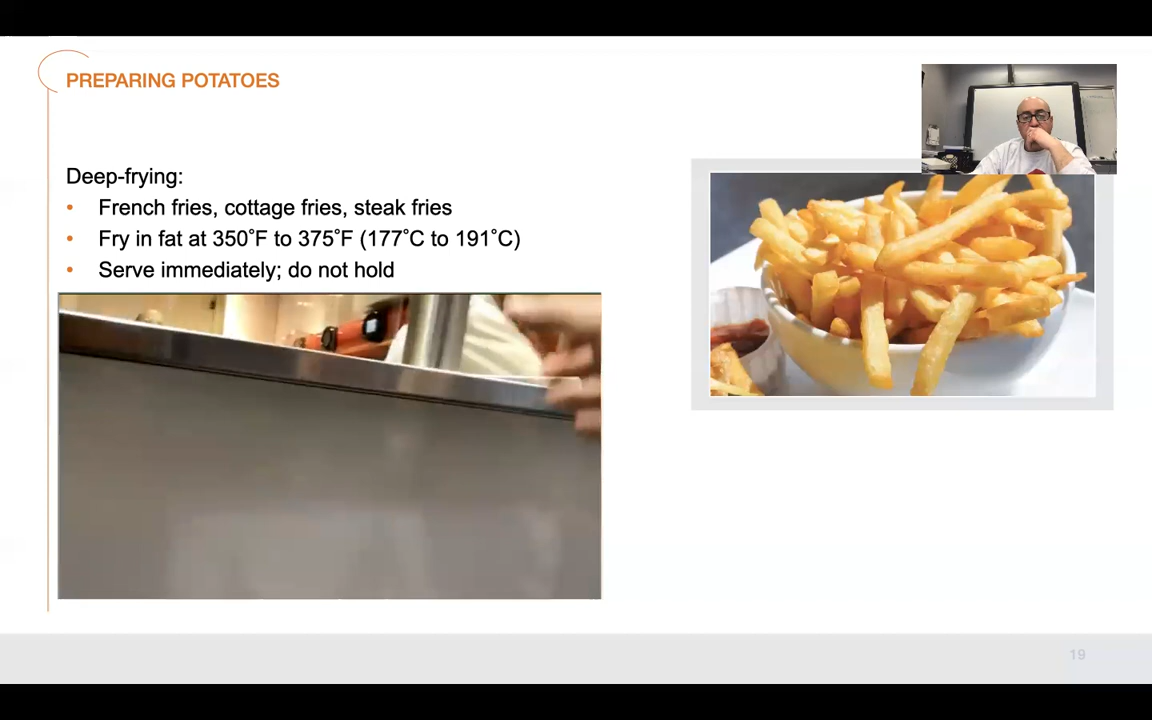 PREPARING POTATOES
Deep-frying:
• French fries, cottage fries, steak fries
• Fry in fat at 350˚F to 375˚F (177˚C to 191˚C)
• Serve immediately; do not hold
19